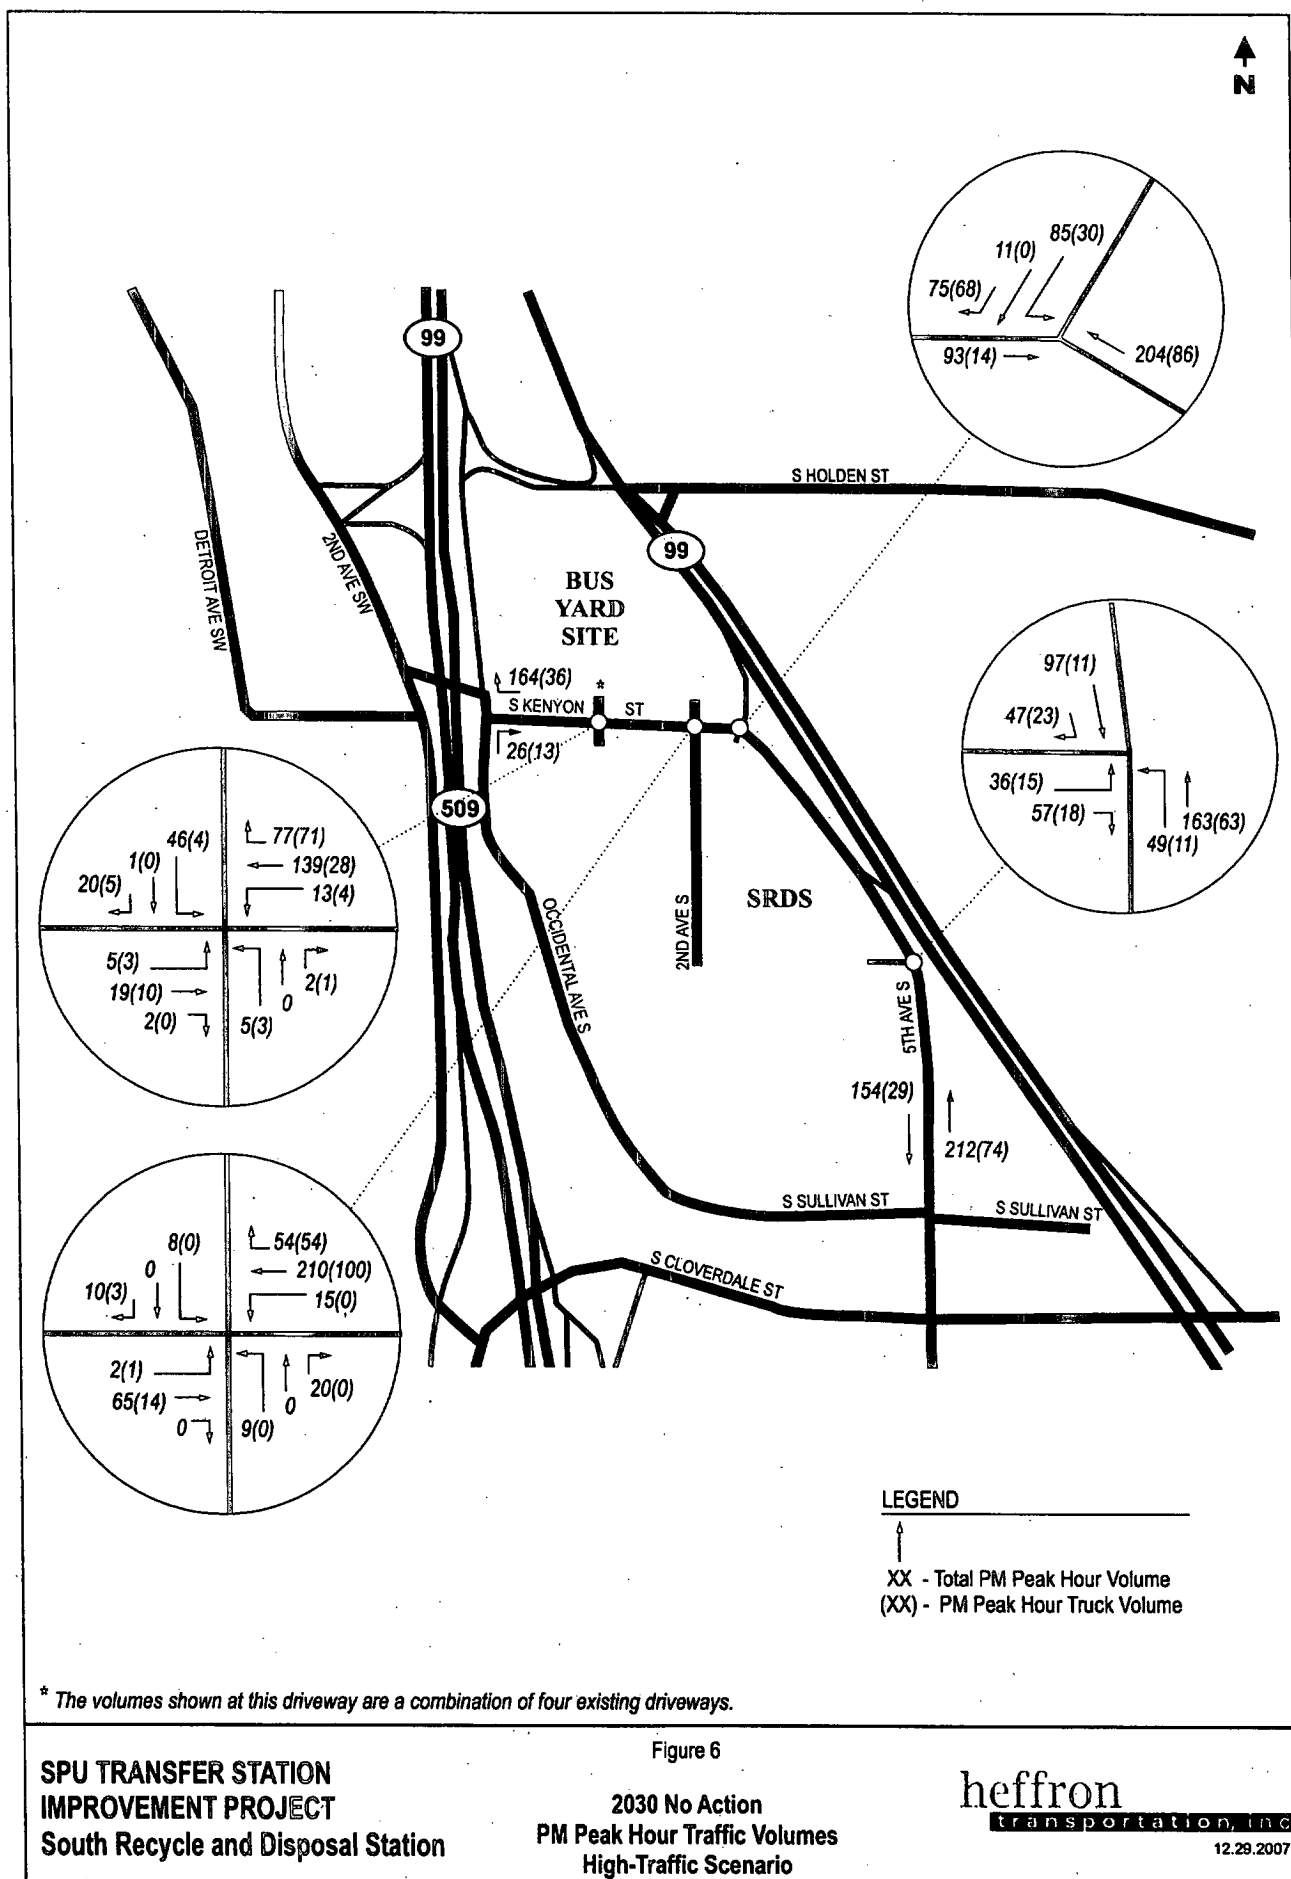 N
85(30)
11(0)
75(68)
93(14)
204(86)
99
S HOLDEN ST
99
DETROIT AVE SW
2ND AVE SW
BUS
YARD
SITE
97(11)
47(23)
36(15)
57(18)
163(63)
49(11)
164(36)
*
S KENYON ST
26(13)
509
46(4)
1(0)
20(5)
77(71)
139(28)
13(4)
5(3)
19(10)
2(0)
5(3)
0
2(1)
SRDS
OCCIDENTAL AVE S
2ND AVE S
5TH AVE S
154(29)
212(74)
S SULLIVAN ST
S SULLIVAN ST
S CLOVERDALE ST
8(0)
0
10(3)
54(54)
210(100)
15(0)
2(1)
65(14)
0
9(0)
0
20(0)
LEGEND
XX - Total PM Peak Hour Volume
(XX) - PM Peak Hour Truck Volume
* The volumes shown at this driveway are a combination of four existing driveways.
SPU TRANSFER STATION
IMPROVEMENT PROJECT
South Recycle and Disposal Station
Figure 6
2030 No Action
PM Peak Hour Traffic Volumes
High-Traffic Scenario
heffron
transportation, inc
12.29.2007